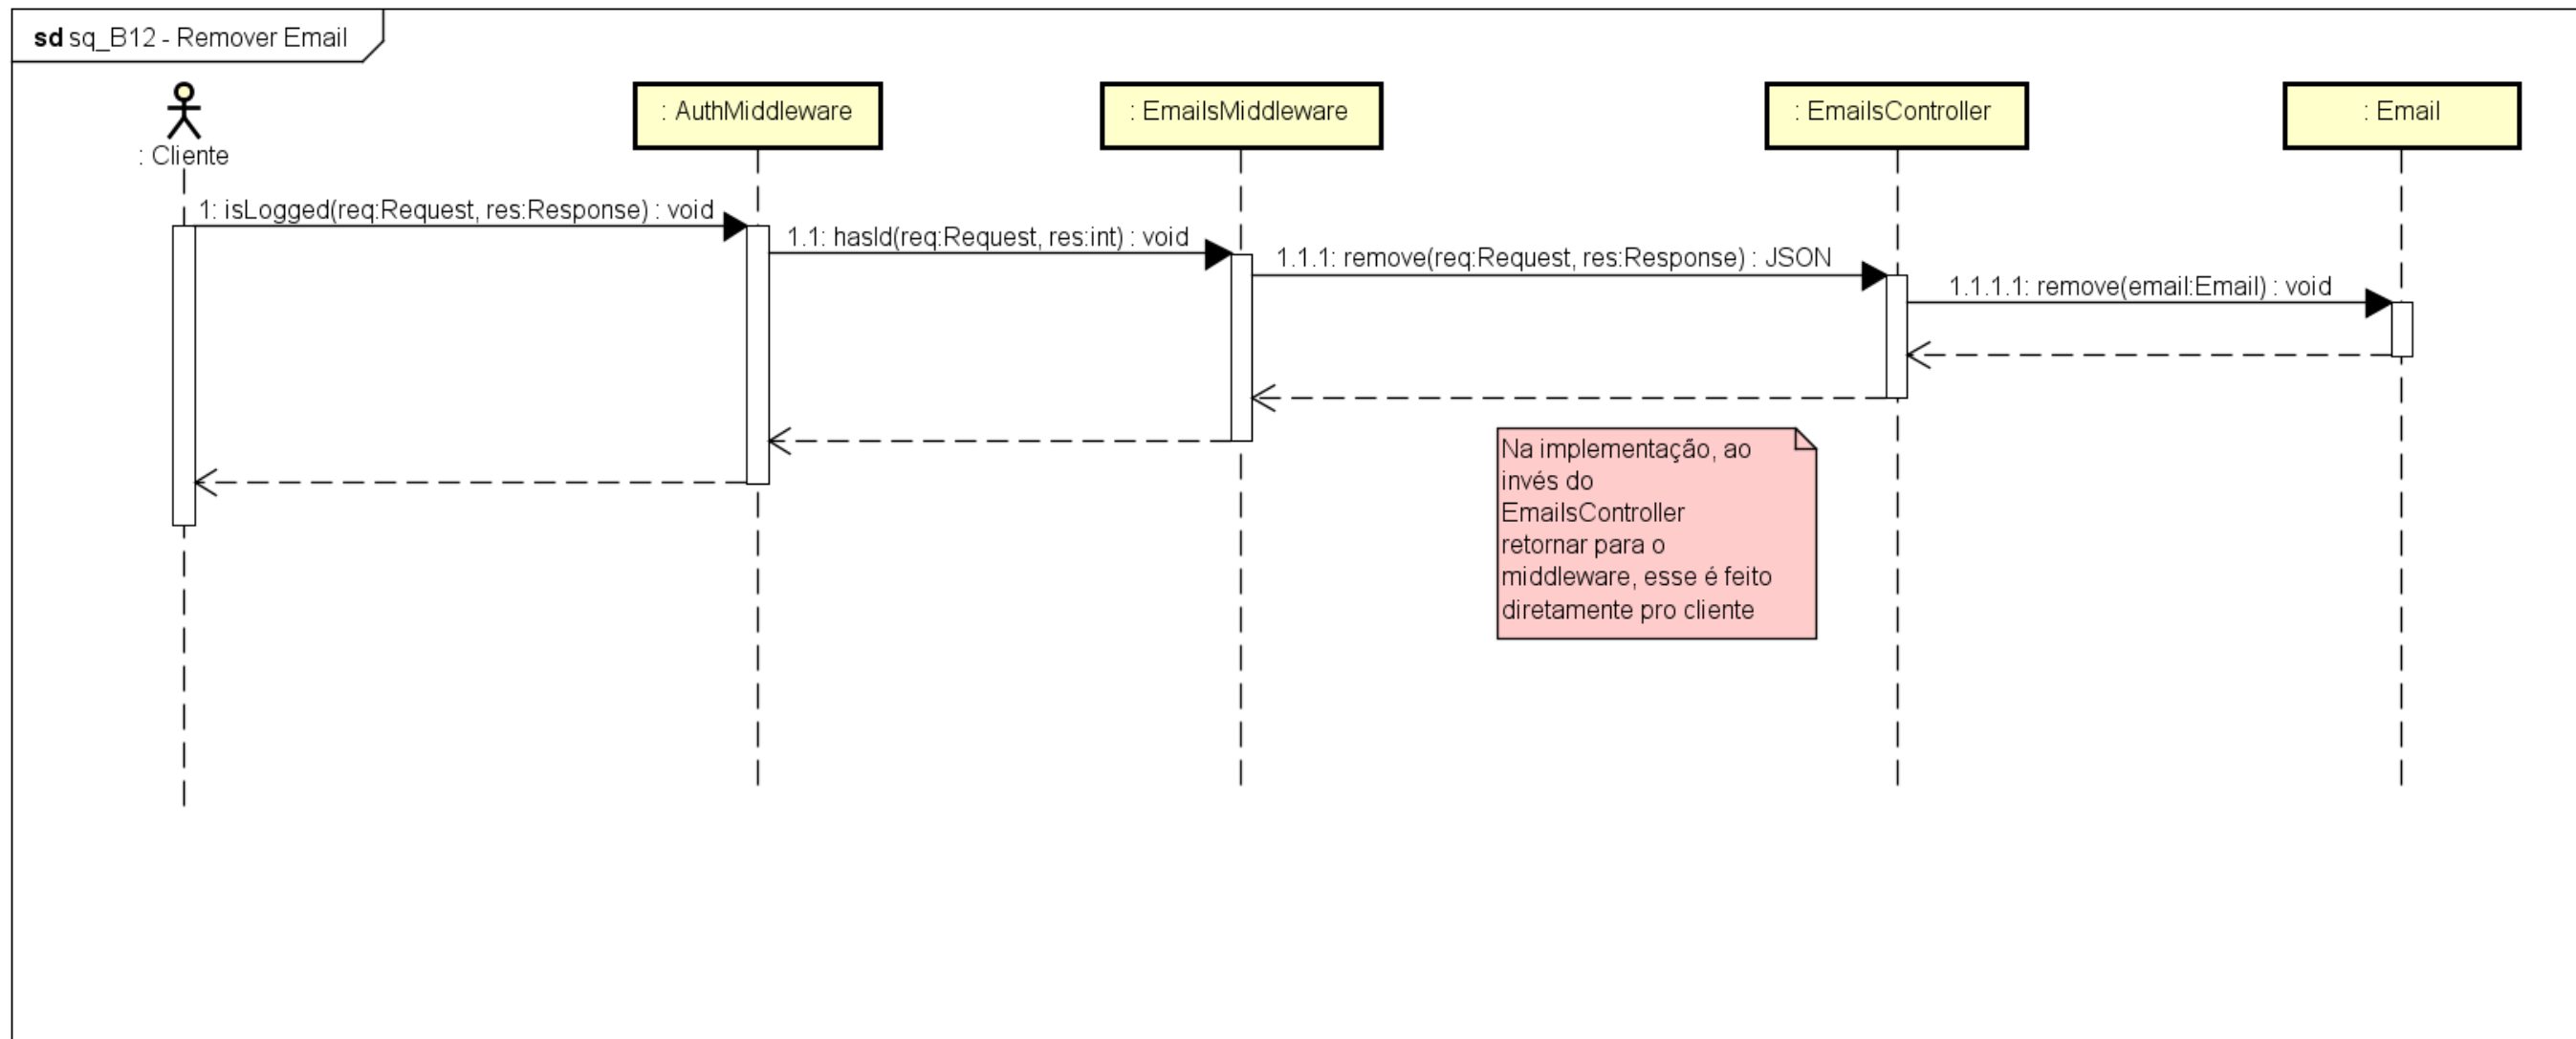 sd sq_B12 - Remover Email
: Cliente
: AuthMiddleware
: EmailsMiddleware
: EmailsController
: Email
1: isLogged(req:Request, res:Response) : void
1.1: hasId(req:Request, res:int) : void
1.1.1: remove(req:Request, res:Response) : JSON
1.1.1.1: remove(email:Email) : void
Na implementação, ao
invés do
EmailsController
retornar para o
middleware, esse é feito
diretamente pro cliente